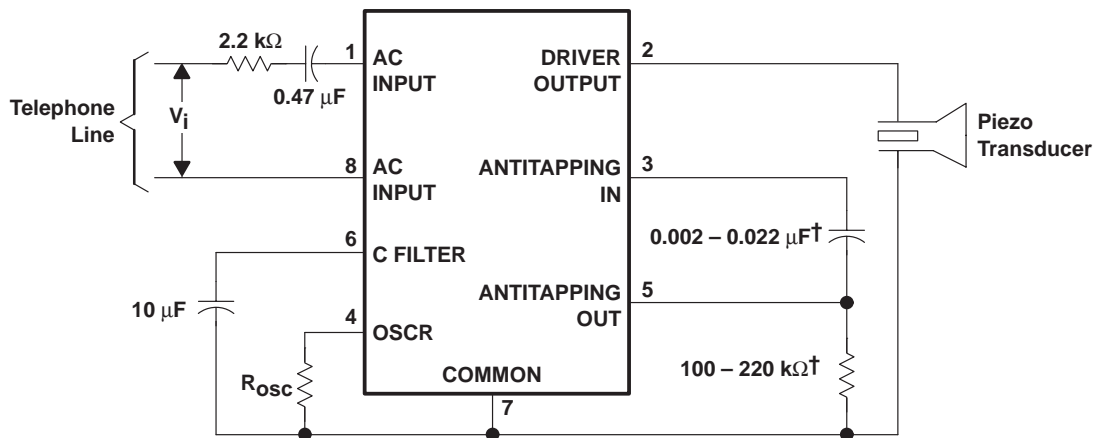 2.2 kΩ
0.47 μF
Telephone
Line
Vi
1
AC
INPUT
8
AC
INPUT
6
C FILTER
10 μF
4
OSCR
Rosc
COMMON
7
DRIVER
OUTPUT
2
Piezo
Transducer
ANTITAPPING
IN
3
0.002 – 0.022 μF†
ANTITAPPING
OUT
5
100 – 220 kΩ†